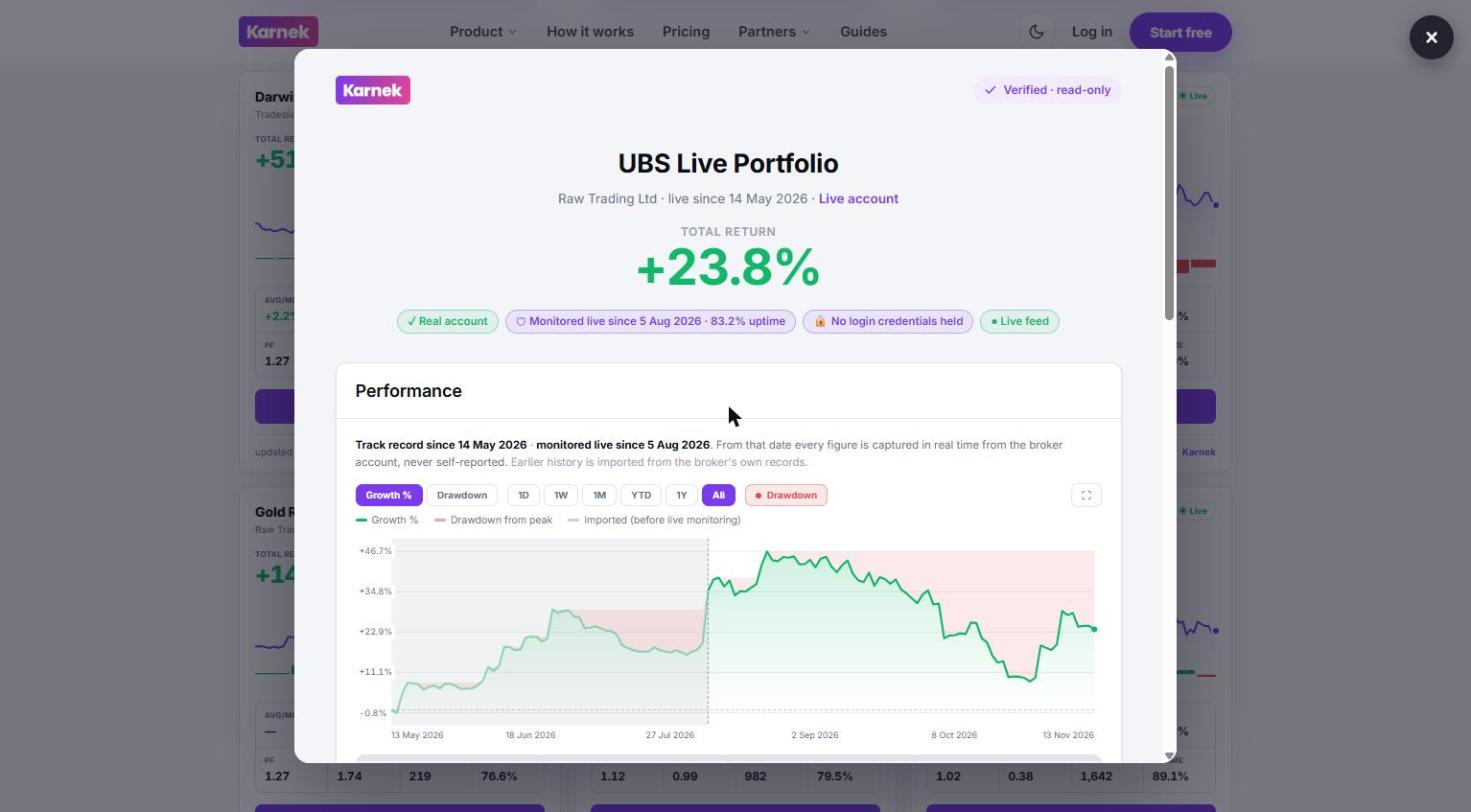 Karnek Product How it works Pricing Partners Guides Log in Start free
Live
Tradeslo
TOTAL RE
+51
AVG/MO
+2.2%
PF
1.27
updated
Karnek
Karnek
Verified · read-only
UBS Live Portfolio
Raw Trading Ltd · live since 14 May 2026 · Live account
TOTAL RETURN
+23.8%
✓ Real account
Monitored live since 5 Aug 2026 · 83.2% uptime
No login credentials held
Live feed
Performance
Track record since 14 May 2026 · monitored live since 5 Aug 2026. From that date every figure is captured in real time from the broker
account, never self-reported. Earlier history is imported from the broker's own records.
Growth % Drawdown 1D 1W 1M YTD 1Y All Drawdown
Growth % Drawdown from peak Imported (before live monitoring)
+46.7%
+34.8%
+22.9%
+11.1%
-0.8%
13 May 2026 18 Jun 2026 27 Jul 2026 2 Sep 2026 8 Oct 2026 13 Nov 2026
Gold R
Live
Raw Tra
TOTAL RE
+14
AVG/MO
—
PF
1.27 1.74 219 76.6% 1.12 0.99 982 79.5% 1.02 0.38 1,642 89.1%